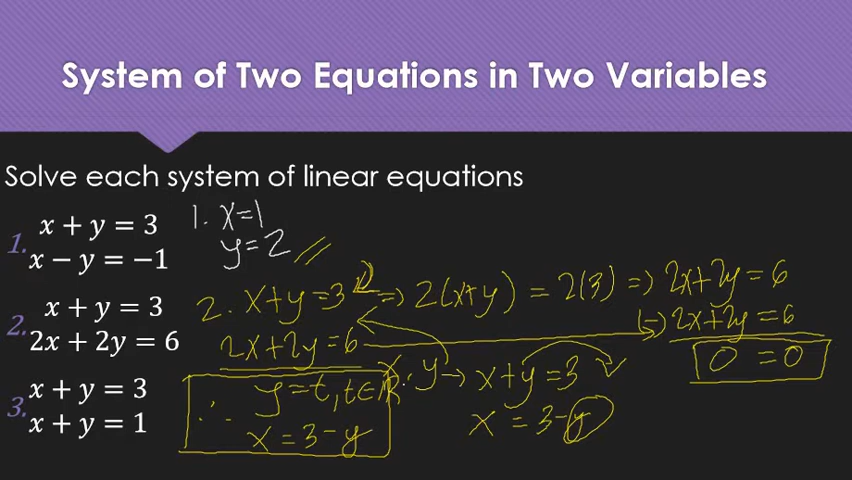 System of Two Equations in Two Variables
Solve each system of linear equations
1. x + y = 3
x − y = −1
2. x + y = 3
2x + 2y = 6
3. x + y = 3
x + y = 1
1. x=1
y=2
2. x+y=3 => 2(x+y) = 2(3) => 2x+2y=6
2x+2y=6 (-) 2x+2y=6
0 = 0
∴ y=t, t∈R
x=3-y
∴ y → x+y=3
x = 3-y